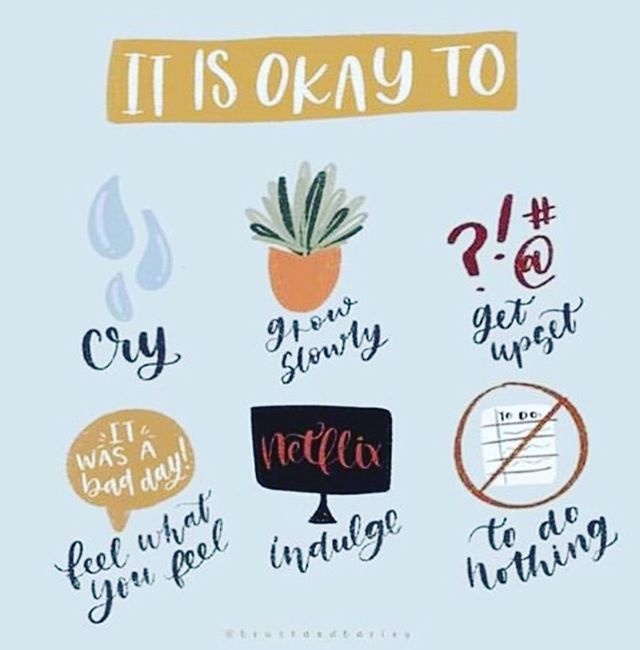 IT IS OKAY TO
cry
grow
slowly
?!#
@
get
upset
IT
WAS A
bad day!
feel what
you feel
netflix
indulge
TO DO:
to do
nothing